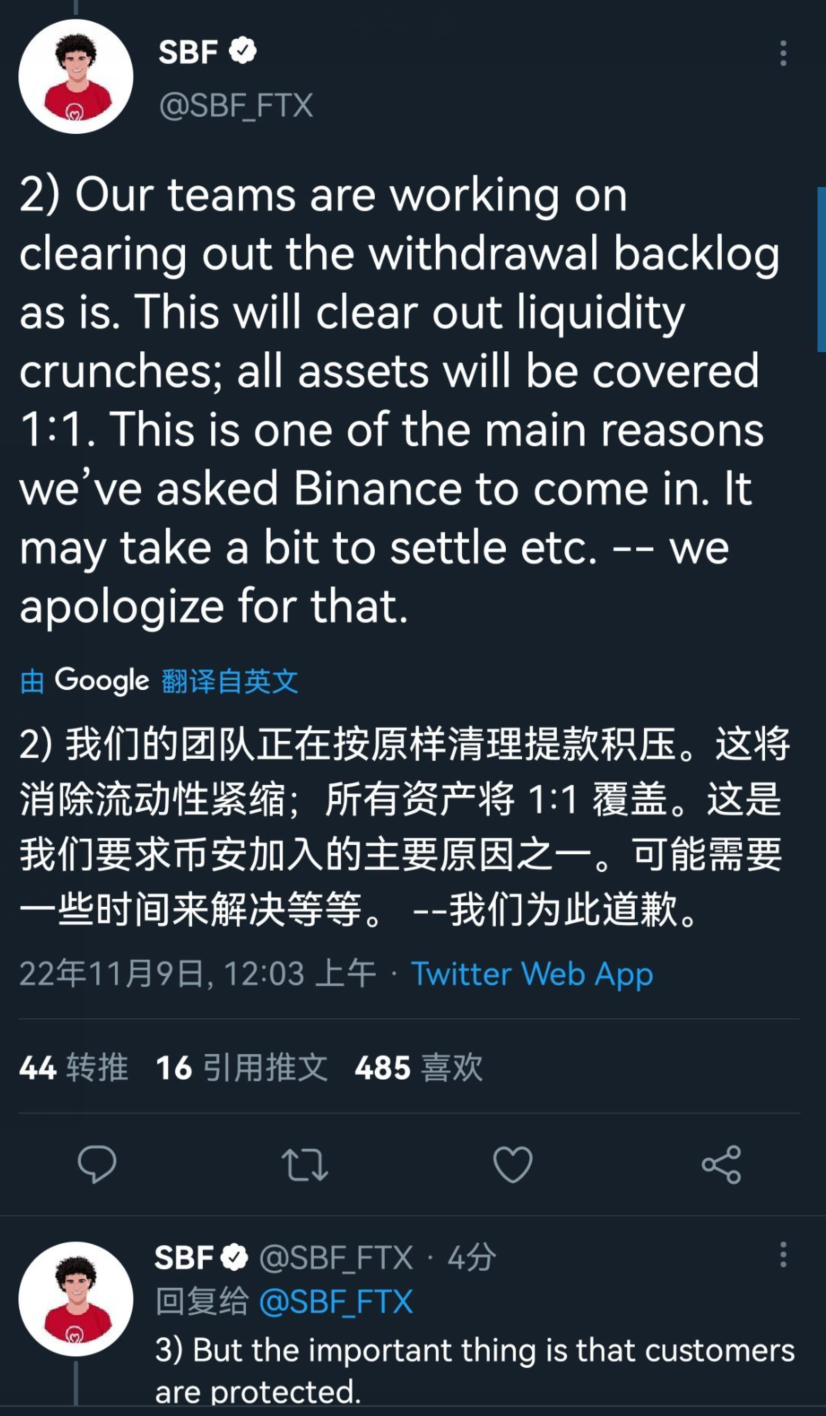 SBF
@SBF_FTX
2) Our teams are working on
clearing out the withdrawal backlog
as is. This will clear out liquidity
crunches; all assets will be covered
1:1. This is one of the main reasons
we’ve asked Binance to come in. It
may take a bit to settle etc. -- we
apologize for that.
由 Google 翻译自英文
2) 我们的团队正在按原样清理提款积压。这将
消除流动性紧缩；所有资产将 1:1 覆盖。这是
我们要求币安加入的主要原因之一。可能需要
一些时间来解决等等。 --我们为此道歉。
22年11月9日, 12:03 上午 · Twitter Web App
44 转推 16 引用推文 485 喜欢
SBF @SBF_FTX · 4分
回复给 @SBF_FTX
3) But the important thing is that customers
are protected.